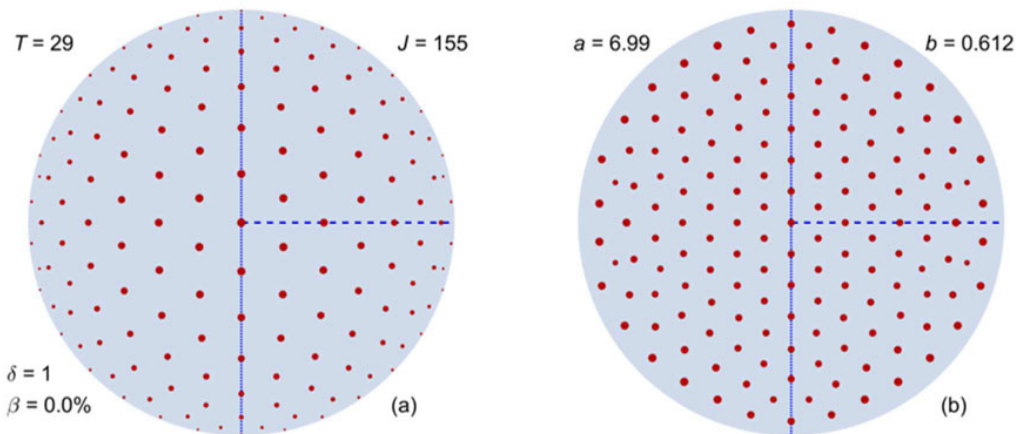 T = 29
J = 155
δ = 1
β = 0.0%
(a)
a = 6.99
b = 0.612
(b)